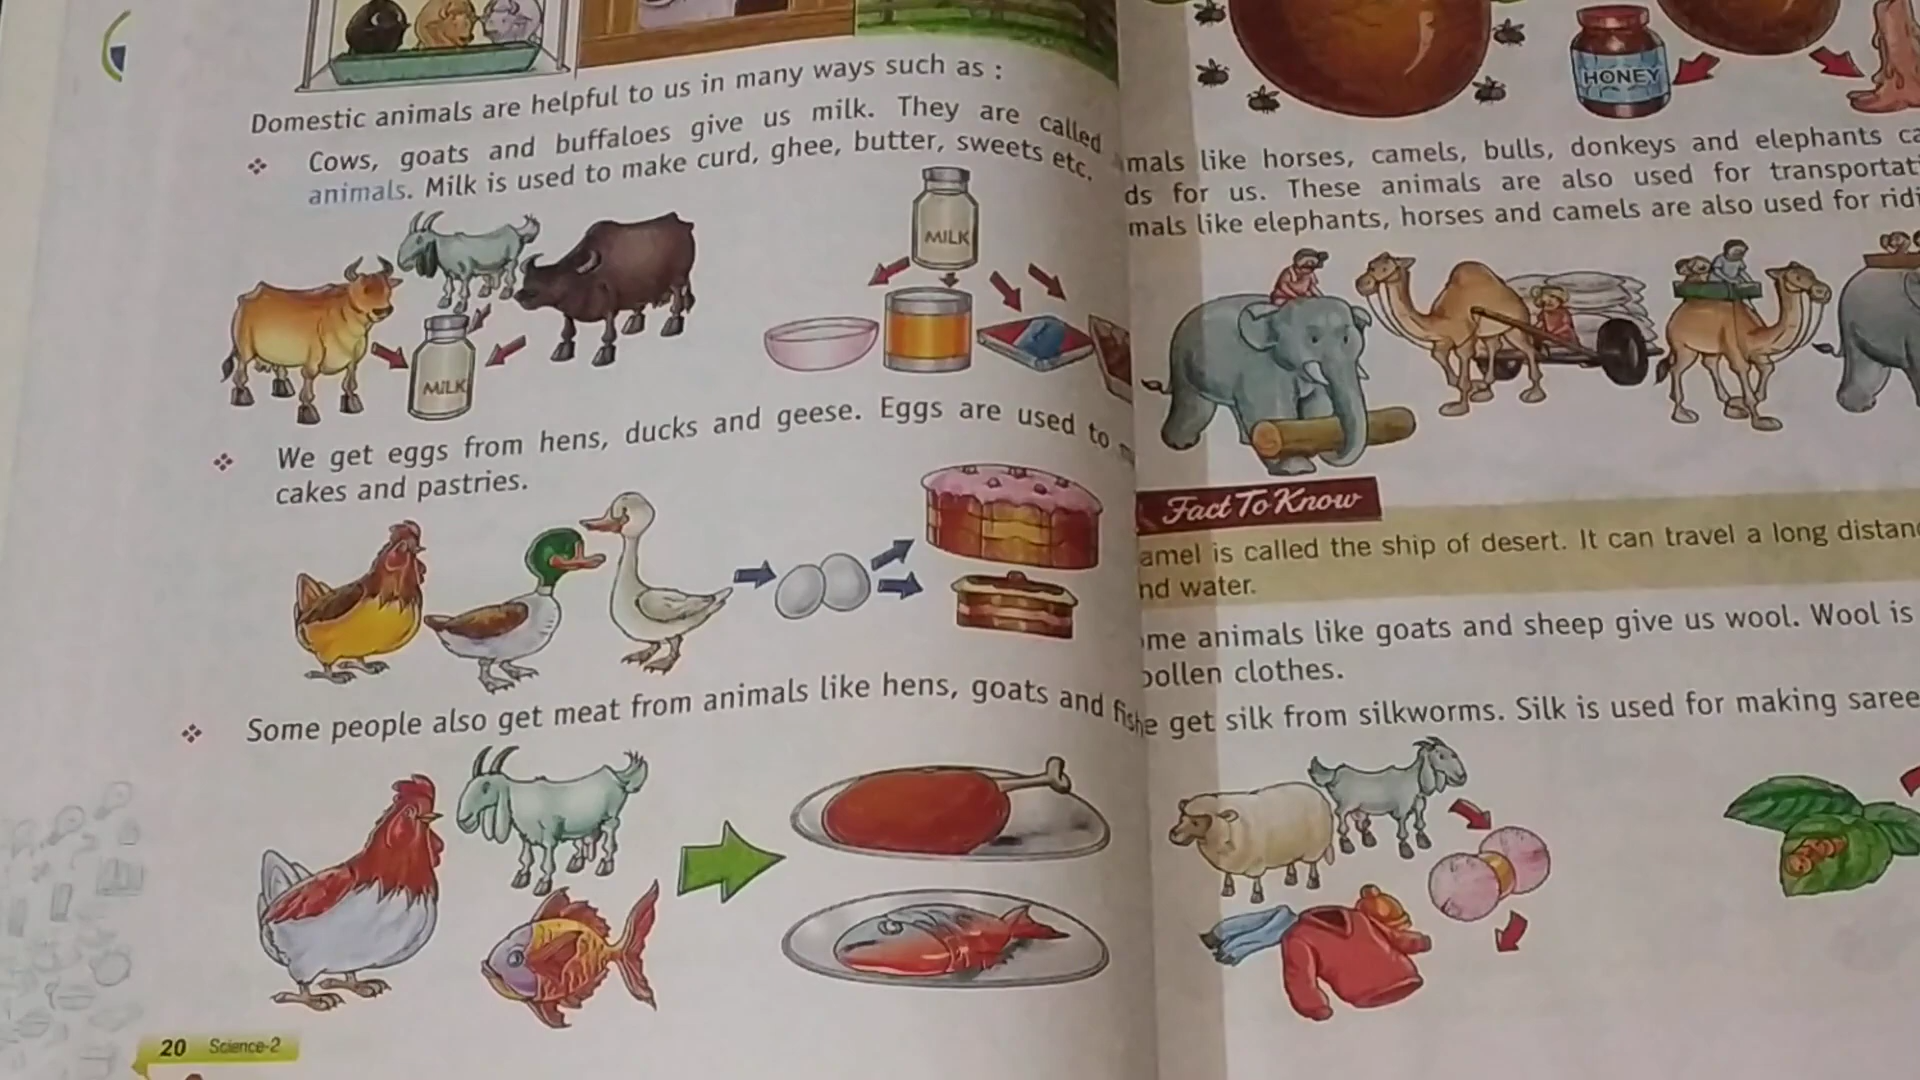 Domestic animals are helpful to us in many ways such as :
Cows, goats and buffaloes give us milk. They are called
animals. Milk is used to make curd, ghee, butter, sweets etc.
MILK
MILK
We get eggs from hens, ducks and geese. Eggs are used to
cakes and pastries.
Some people also get meat from animals like hens, goats and
20 Science-2
HONEY
mals like horses, camels, bulls, donkeys and elephants
ds for us. These animals are also used for transportat
mals like elephants, horses and camels are also used for ridi
Fact To Know
amel is called the ship of desert. It can travel a long distan
nd water.
me animals like goats and sheep give us wool. Wool is
ollen clothes.
get silk from silkworms. Silk is used for making saree